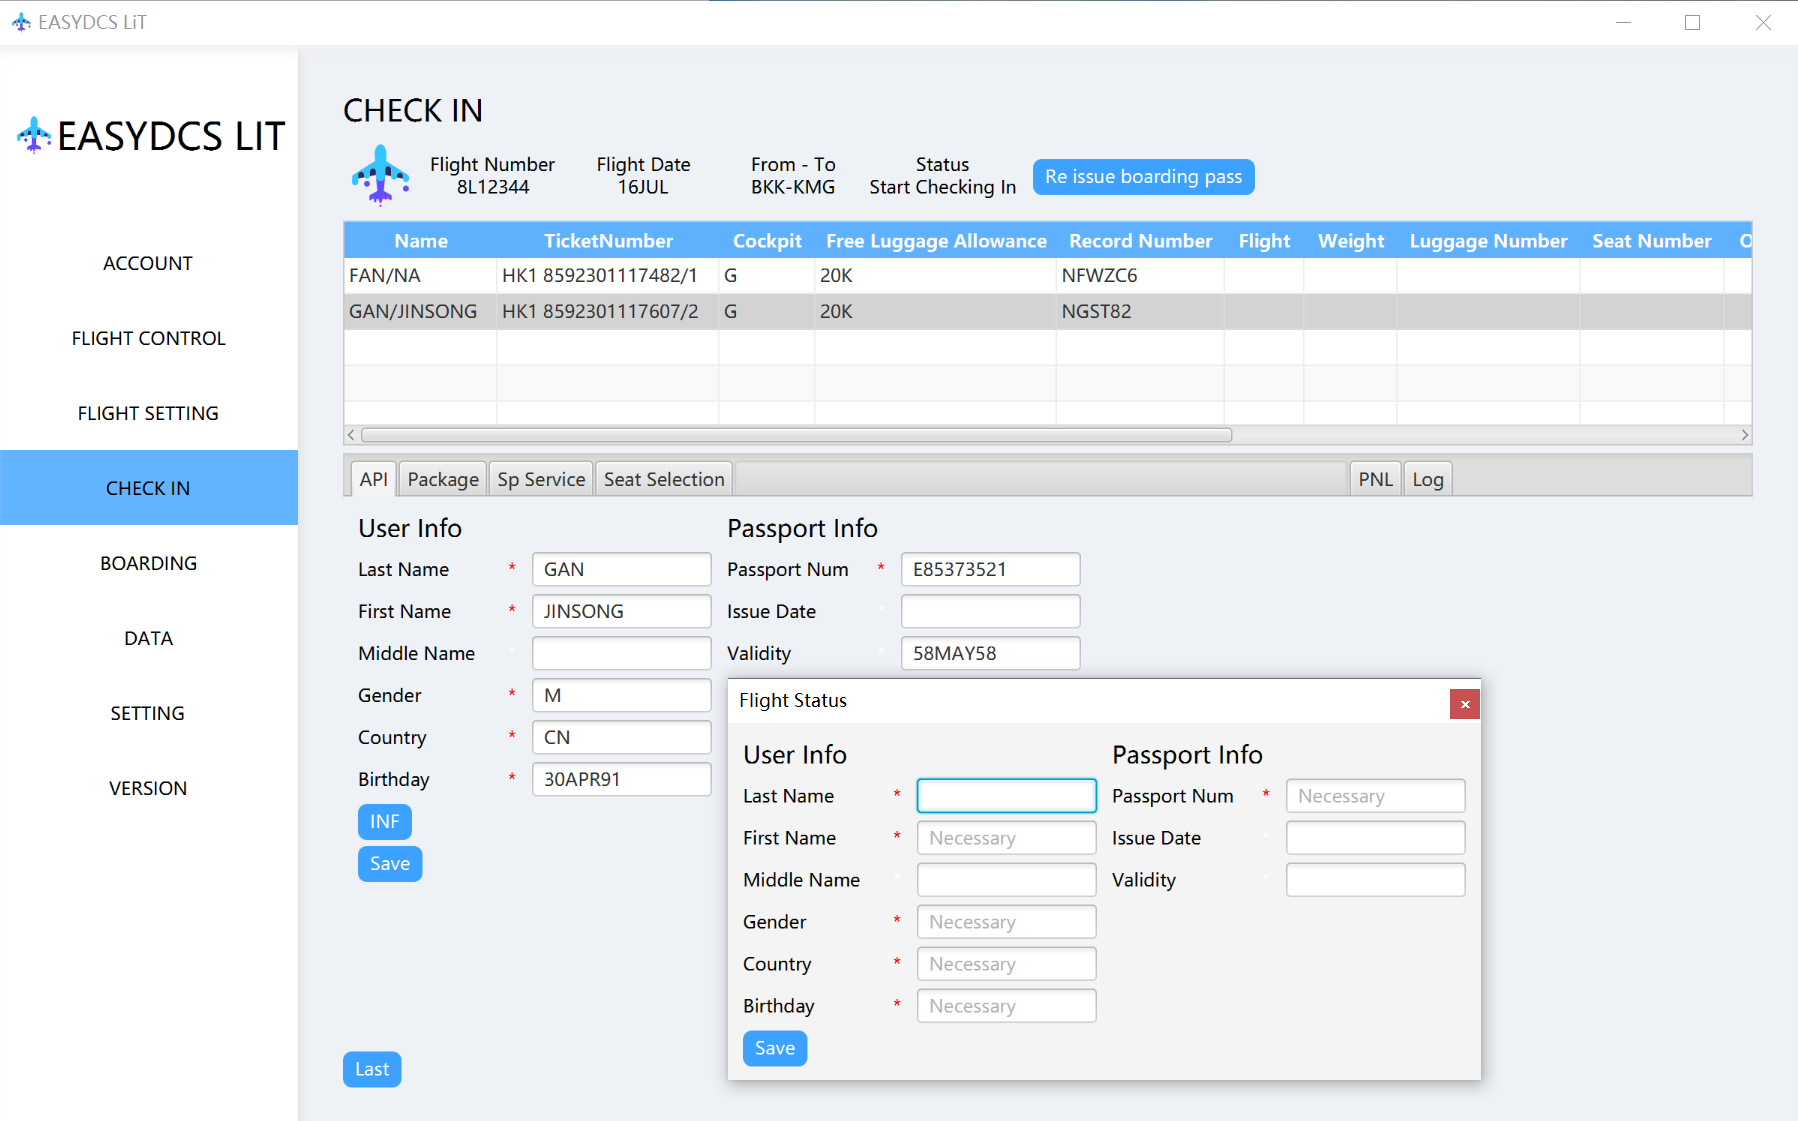 EASYDCS LiT
EASYDCS LIT
ACCOUNT
FLIGHT CONTROL
FLIGHT SETTING
CHECK IN
BOARDING
DATA
SETTING
VERSION
CHECK IN
Flight Number Flight Date From - To Status
8L12344 16JUL BKK-KMG Start Checking In Re issue boarding pass
Name TicketNumber Cockpit Free Luggage Allowance Record Number Flight Weight Luggage Number Seat Number
FAN/NA HK1 8592301117482/1 G 20K NFWZC6
GAN/JINSONG HK1 8592301117607/2 G 20K NGST82
API Package Sp Service Seat Selection PNL Log
User Info Passport Info
Last Name * GAN Passport Num * E85373521
First Name * JINSONG Issue Date *
Middle Name * Validity * 58MAY58
Gender * M
Country * CN
Birthday * 30APR91
INF
Save
Last
Flight Status ×
User Info Passport Info
Last Name * Passport Num * Necessary
First Name * Necessary Issue Date *
Middle Name * Validity *
Gender * Necessary
Country * Necessary
Birthday * Necessary
Save